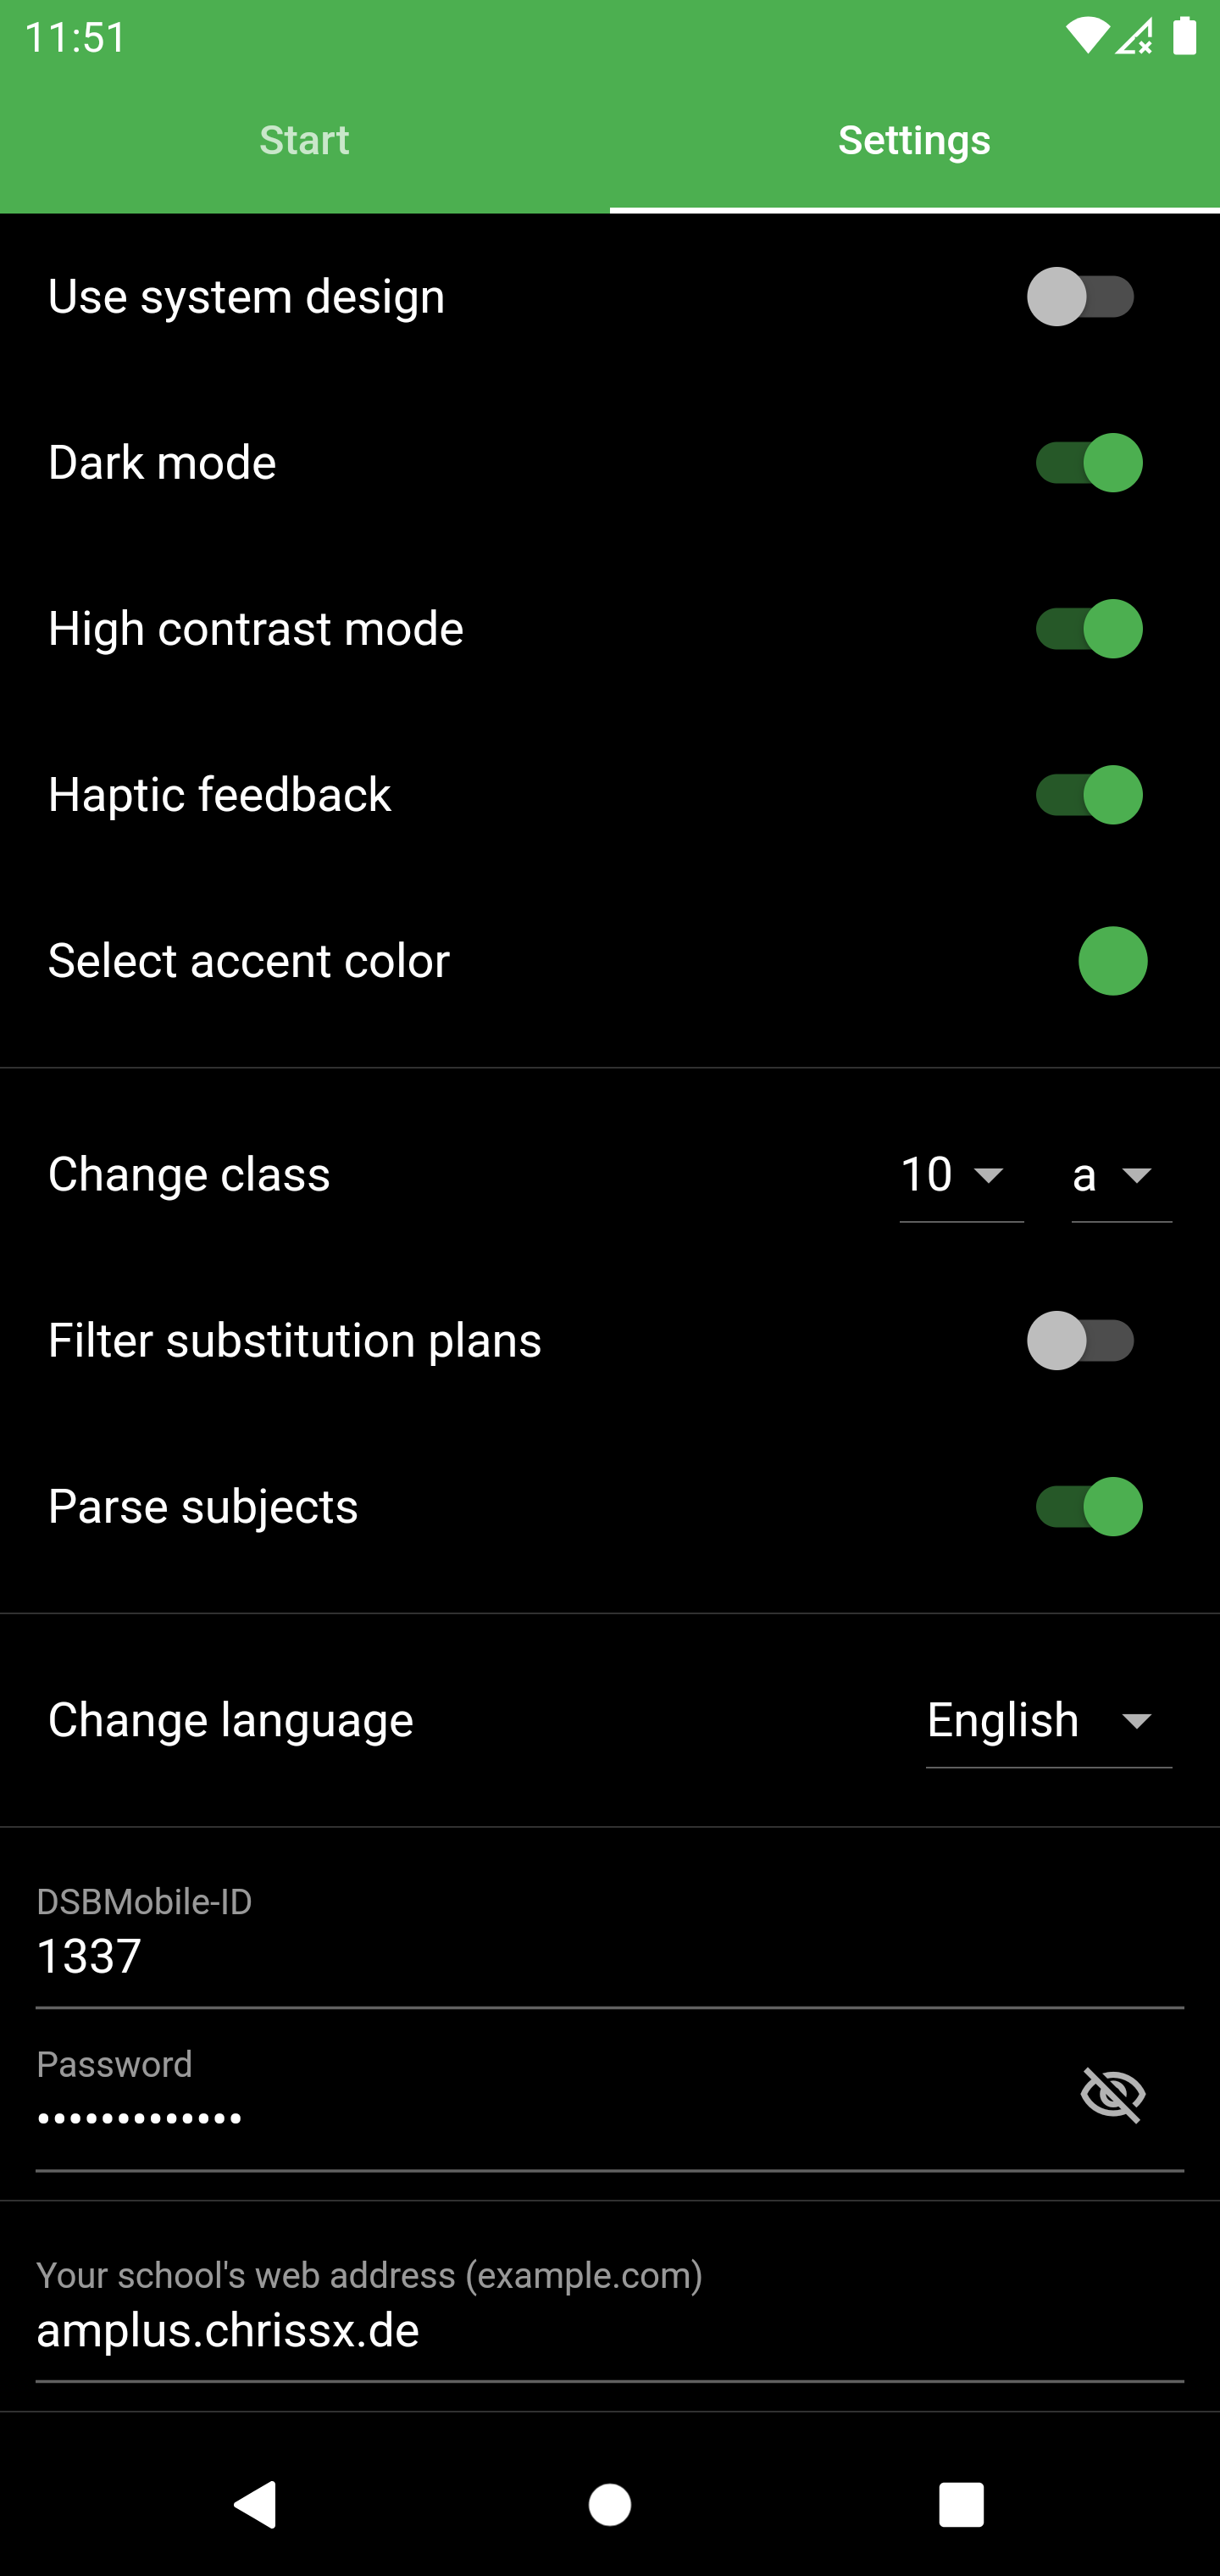 11:51
Start
Settings
Use system design
Dark mode
High contrast mode
Haptic feedback
Select accent color
Change class
10
a
Filter substitution plans
Parse subjects
Change language
English
DSBMobile-ID
1337
Password
•••••••••••••
Your school's web address (example.com)
amplus.chrissx.de